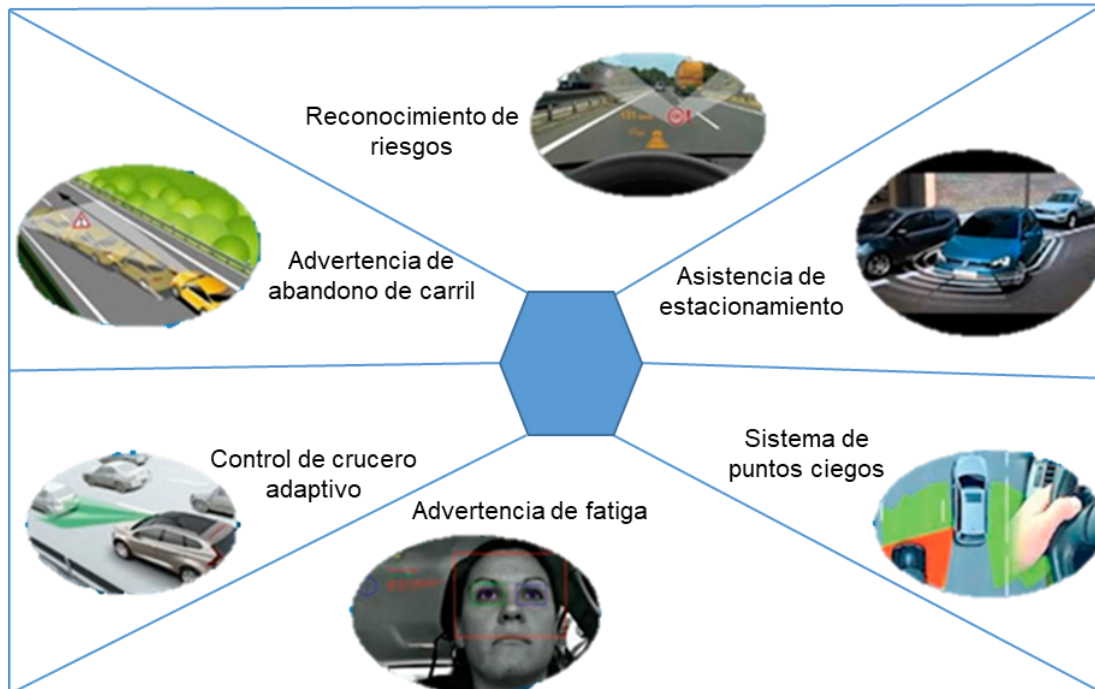 Reconocimiento de
riesgos
Advertencia de
abandono de carril
Asistencia de
estacionamiento
Control de crucero
adaptivo
Sistema de
puntos ciegos
Advertencia de fatiga